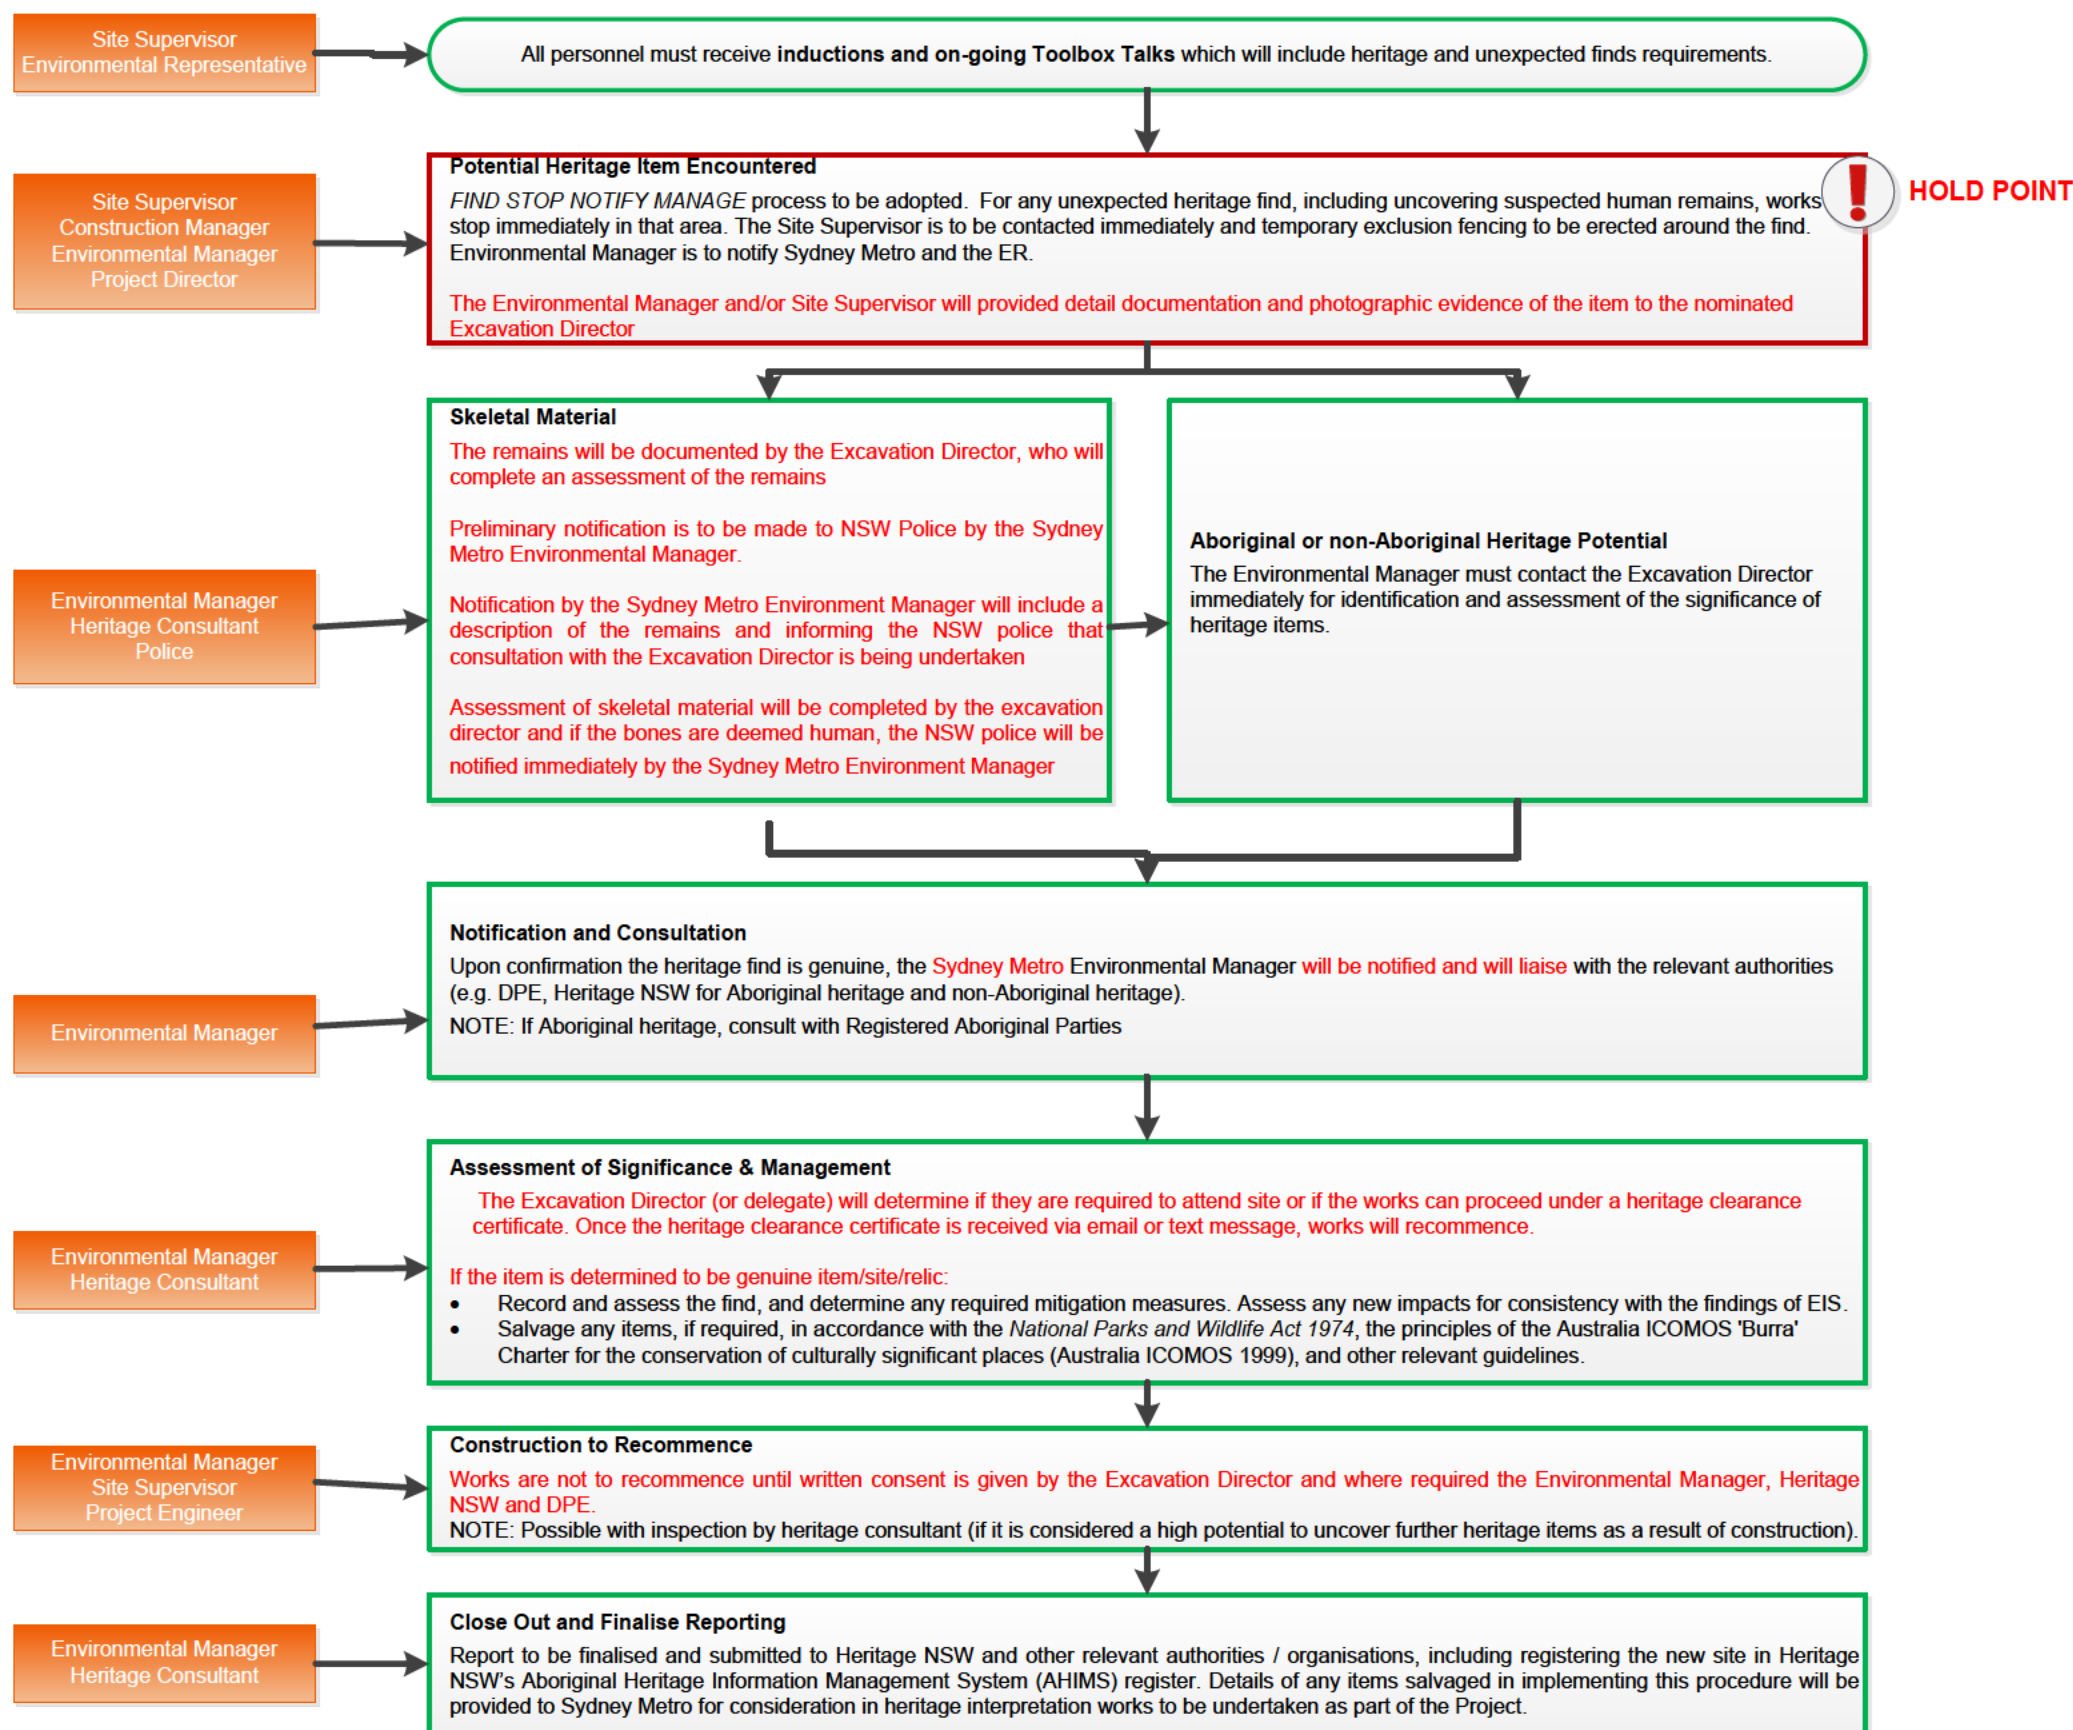 Site Supervisor
Environmental Representative
All personnel must receive inductions and on-going Toolbox Talks which will include heritage and unexpected finds requirements.
Site Supervisor
Construction Manager
Environmental Manager
Project Director
Potential Heritage Item Encountered
FIND STOP NOTIFY MANAGE process to be adopted. For any unexpected heritage find, including uncovering suspected human remains, works
stop immediately in that area. The Site Supervisor is to be contacted immediately and temporary exclusion fencing to be erected around the find.
Environmental Manager is to notify Sydney Metro and the ER.
The Environmental Manager and/or Site Supervisor will provided detail documentation and photographic evidence of the item to the nominated
Excavation Director
HOLD POINT
Environmental Manager
Heritage Consultant
Police
Skeletal Material
The remains will be documented by the Excavation Director, who will
complete an assessment of the remains
Preliminary notification is to be made to NSW Police by the Sydney
Metro Environmental Manager.
Notification by the Sydney Metro Environment Manager will include a
description of the remains and informing the NSW police that
consultation with the Excavation Director is being undertaken
Assessment of skeletal material will be completed by the excavation
director and if the bones are deemed human, the NSW police will be
notified immediately by the Sydney Metro Environment Manager
Aboriginal or non-Aboriginal Heritage Potential
The Environmental Manager must contact the Excavation Director
immediately for identification and assessment of the significance of
heritage items.
Environmental Manager
Notification and Consultation
Upon confirmation the heritage find is genuine, the Sydney Metro Environmental Manager will be notified and will liaise with the relevant authorities
(e.g. DPE, Heritage NSW for Aboriginal heritage and non-Aboriginal heritage).
NOTE: If Aboriginal heritage, consult with Registered Aboriginal Parties
Environmental Manager
Heritage Consultant
Assessment of Significance & Management
The Excavation Director (or delegate) will determine if they are required to attend site or if the works can proceed under a heritage clearance
certificate. Once the heritage clearance certificate is received via email or text message, works will recommence.
If the item is determined to be genuine item/site/relic:
• Record and assess the find, and determine any required mitigation measures. Assess any new impacts for consistency with the findings of EIS.
• Salvage any items, if required, in accordance with the National Parks and Wildlife Act 1974, the principles of the Australia ICOMOS 'Burra'
Charter for the conservation of culturally significant places (Australia ICOMOS 1999), and other relevant guidelines.
Environmental Manager
Site Supervisor
Project Engineer
Construction to Recommence
Works are not to recommence until written consent is given by the Excavation Director and where required the Environmental Manager, Heritage
NSW and DPE.
NOTE: Possible with inspection by heritage consultant (if it is considered a high potential to uncover further heritage items as a result of construction).
Environmental Manager
Heritage Consultant
Close Out and Finalise Reporting
Report to be finalised and submitted to Heritage NSW and other relevant authorities / organisations, including registering the new site in Heritage
NSW's Aboriginal Heritage Information Management System (AHIMS) register. Details of any items salvaged in implementing this procedure will be
provided to Sydney Metro for consideration in heritage interpretation works to be undertaken as part of the Project.